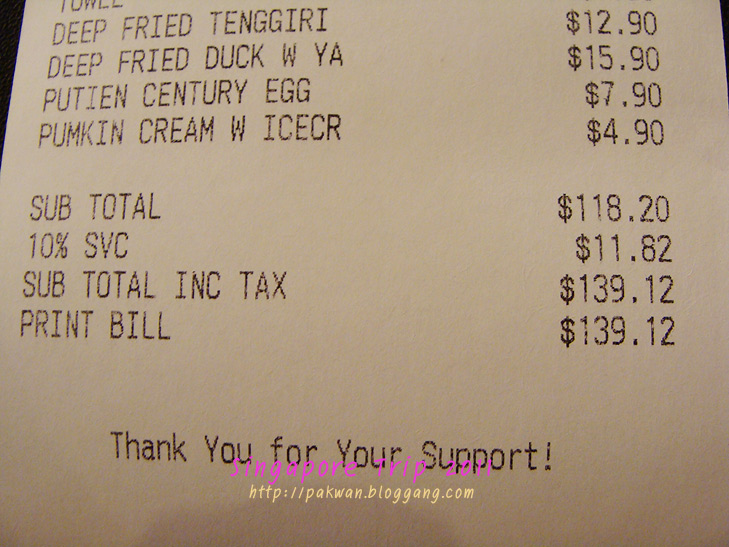 TOWEL
DEEP FRIED TENGGIRI $12.90
DEEP FRIED DUCK W YA $15.90
PUTIEN CENTURY EGG $7.90
PUMKIN CREAM W ICECR $4.90
SUB TOTAL $118.20
10% SVC $11.82
SUB TOTAL INC TAX $139.12
PRINT BILL $139.12
Thank You for Your Support!
Singapore Trip 2011
http://pakwan.bloggang.com